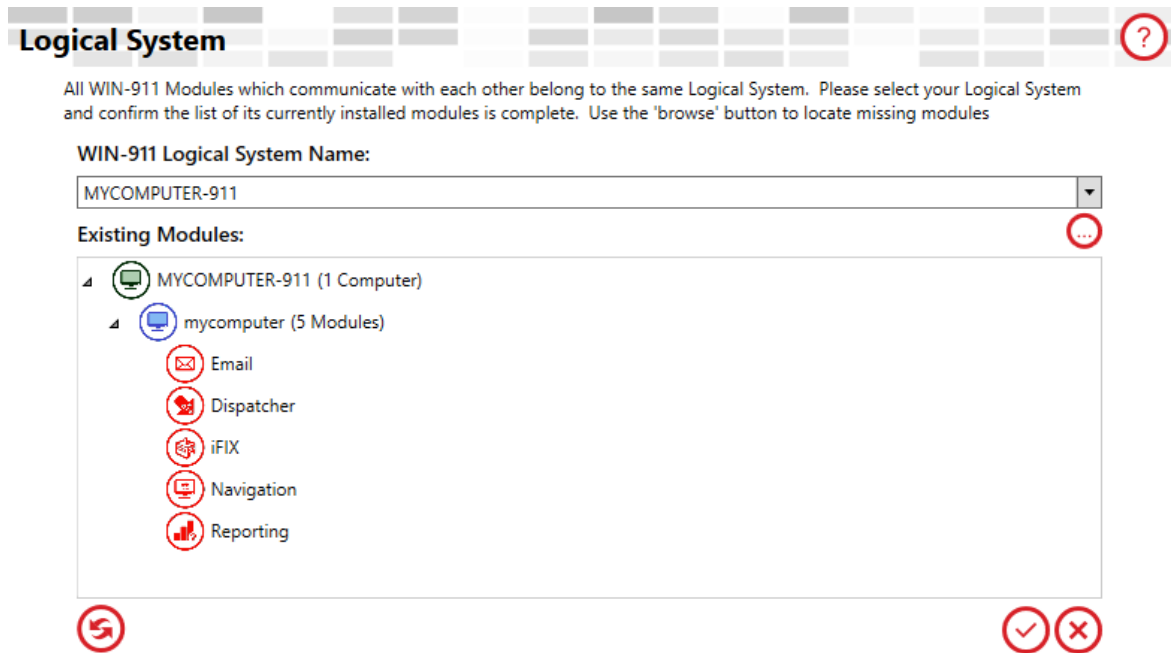 Logical System
?
All WIN-911 Modules which communicate with each other belong to the same Logical System.  Please select your Logical System
and confirm the list of its currently installed modules is complete.  Use the 'browse' button to locate missing modules
WIN-911 Logical System Name:
MYCOMPUTER-911
Existing Modules:
...
MYCOMPUTER-911 (1 Computer)
mycomputer (5 Modules)
Email
Dispatcher
iFIX
Navigation
Reporting